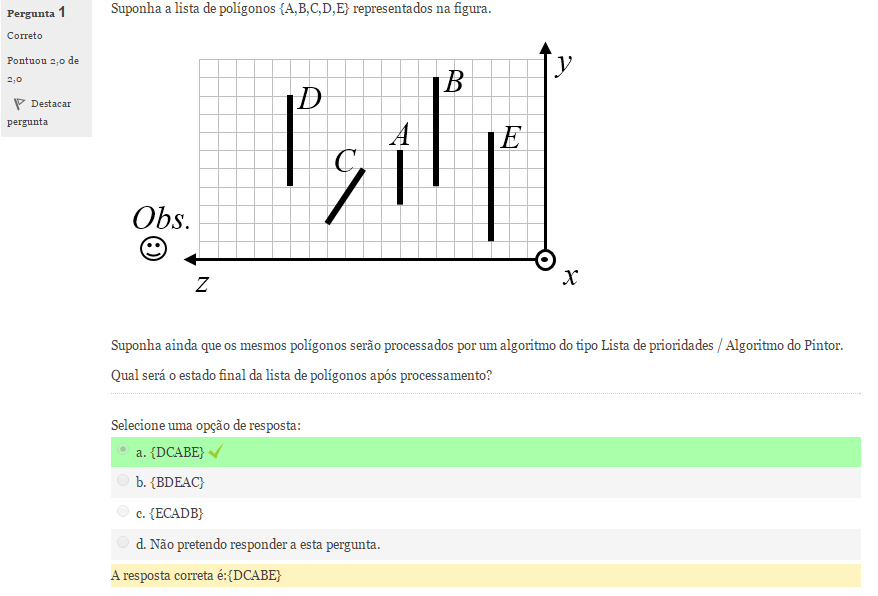 Pergunta 1
Correto
Pontuou 2,0 de
2,0
Destacar
pergunta
Suponha a lista de polígonos {A,B,C,D,E} representados na figura.
y
B
D
A
E
C
Obs.
z
x
Suponha ainda que os mesmos polígonos serão processados por um algoritmo do tipo Lista de prioridades / Algoritmo do Pintor.
Qual será o estado final da lista de polígonos após processamento?
Selecione uma opção de resposta:
a. {DCABE}
b. {BDEAC}
c. {ECADB}
d. Não pretendo responder a esta pergunta.
A resposta correta é:{DCABE}